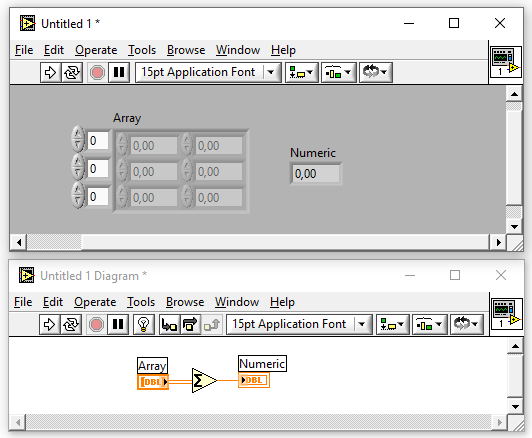 Untitled 1 *
File Edit Operate Tools Browse Window Help
15pt Application Font
1
Array
0 0,00 0,00
0 0,00 0,00
0 0,00 0,00
Numeric
0,00
Untitled 1 Diagram *
File Edit Operate Tools Browse Window Help
15pt Application Font
1
Array
[DBL]
Σ
Numeric
DBL